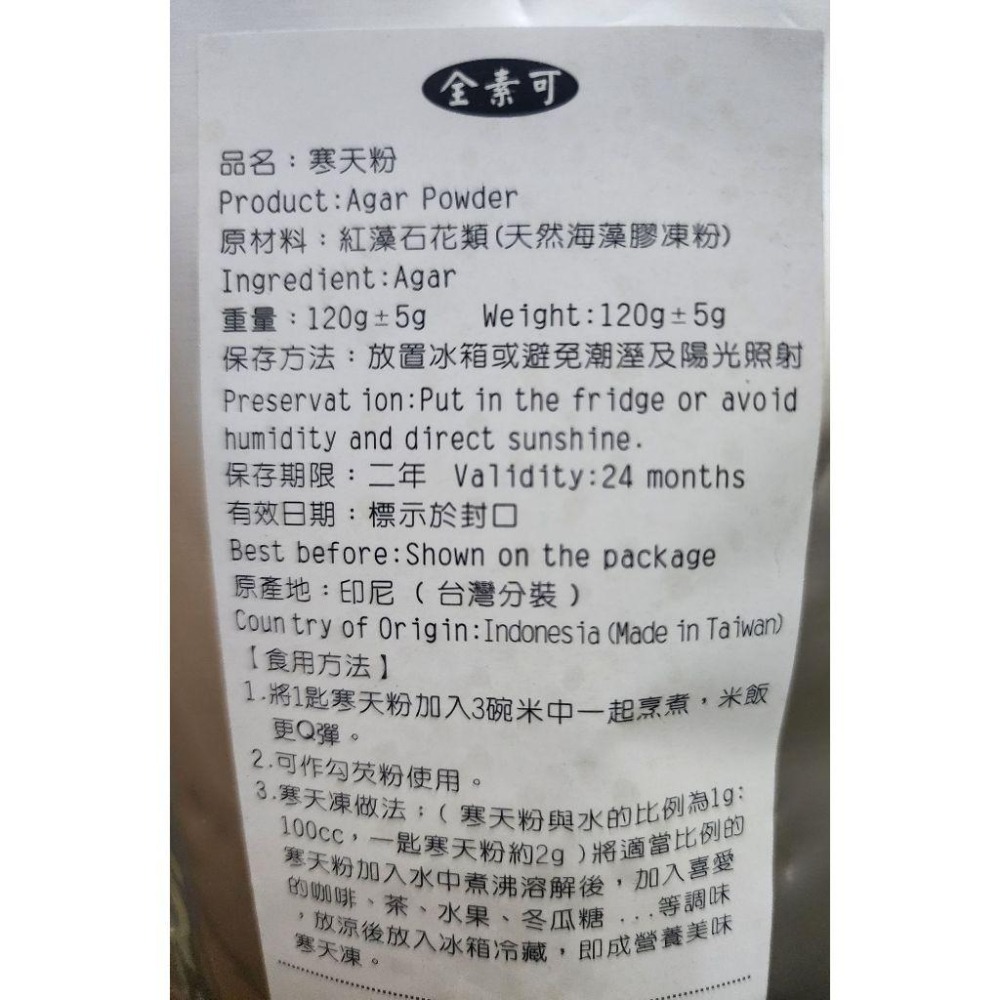 全素可
品名：寒天粉
Product:Agar Powder
原材料：紅藻石花類(天然海藻膠凍粉)
Ingredient:Agar
重量：120g±5g Weight:120g±5g
保存方法：放置冰箱或避免潮溼及陽光照射
Preservation:Put in the fridge or avoid
humidity and direct sunshine.
保存期限：二年 Validity:24 months
有效日期：標示於封口
Best before:Shown on the package
原產地：印尼（台灣分裝）
Country of Origin:Indonesia(Made in Taiwan)
【食用方法】
1.將1匙寒天粉加入3碗米中一起烹煮，米飯
更Q彈。
2.可作勾芡粉使用。
3.寒天凍做法：（寒天粉與水的比例為1g:
100cc，一匙寒天粉約2g）將適當比例的
寒天粉加入水中煮沸溶解後，加入喜愛
的咖啡、茶、水果、冬瓜糖...等調味
，放涼後放入冰箱冷藏，即成營養美味
寒天凍。